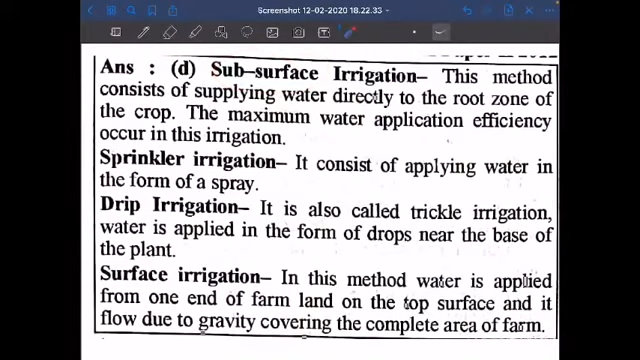 Screenshot 12-02-2020 18.22.33
Ans : (d) Sub-surface Irrigation– This method
consists of supplying water directly to the root zone of
the crop. The maximum water application efficiency
occur in this irrigation.
Sprinkler irrigation– It consist of applying water in
the form of a spray.
Drip Irrigation– It is also called trickle irrigation,
water is applied in the form of drops near the base of
the plant.
Surface irrigation– In this method water is applied
from one end of farm land on the top surface and it
flow due to gravity covering the complete area of farm.